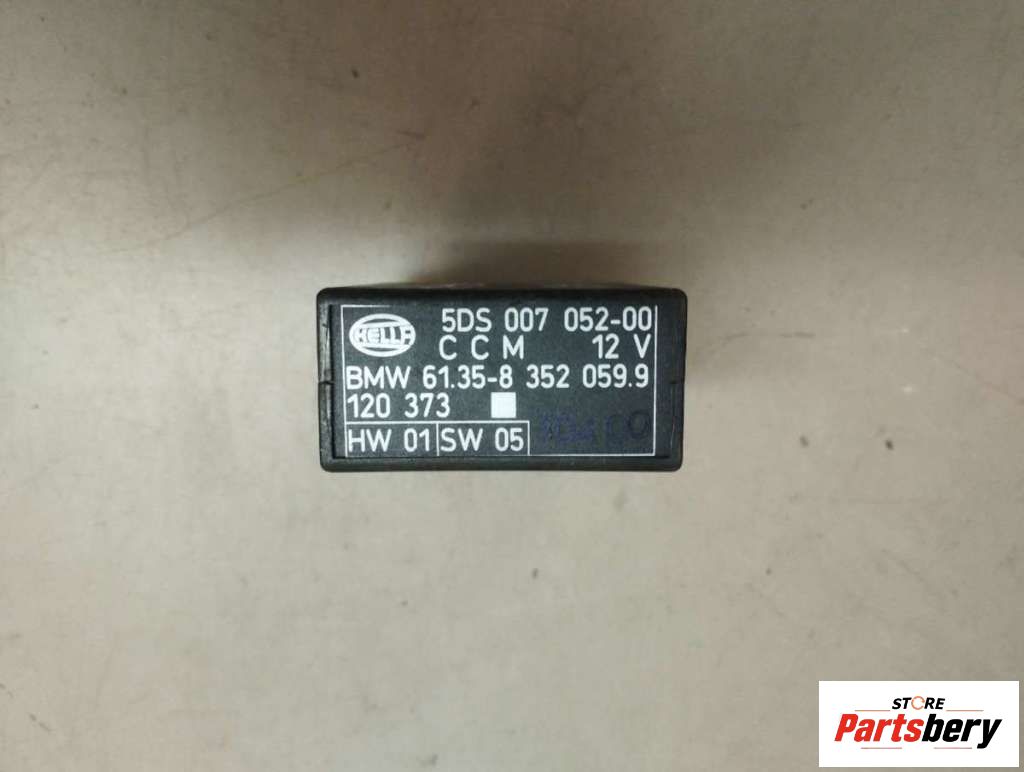 HELLA
5DS 007 052-00
C C M 12 V
BMW 61.35-8 352 059.9
120 373
HW 01 SW 05
STORE
Partsbery